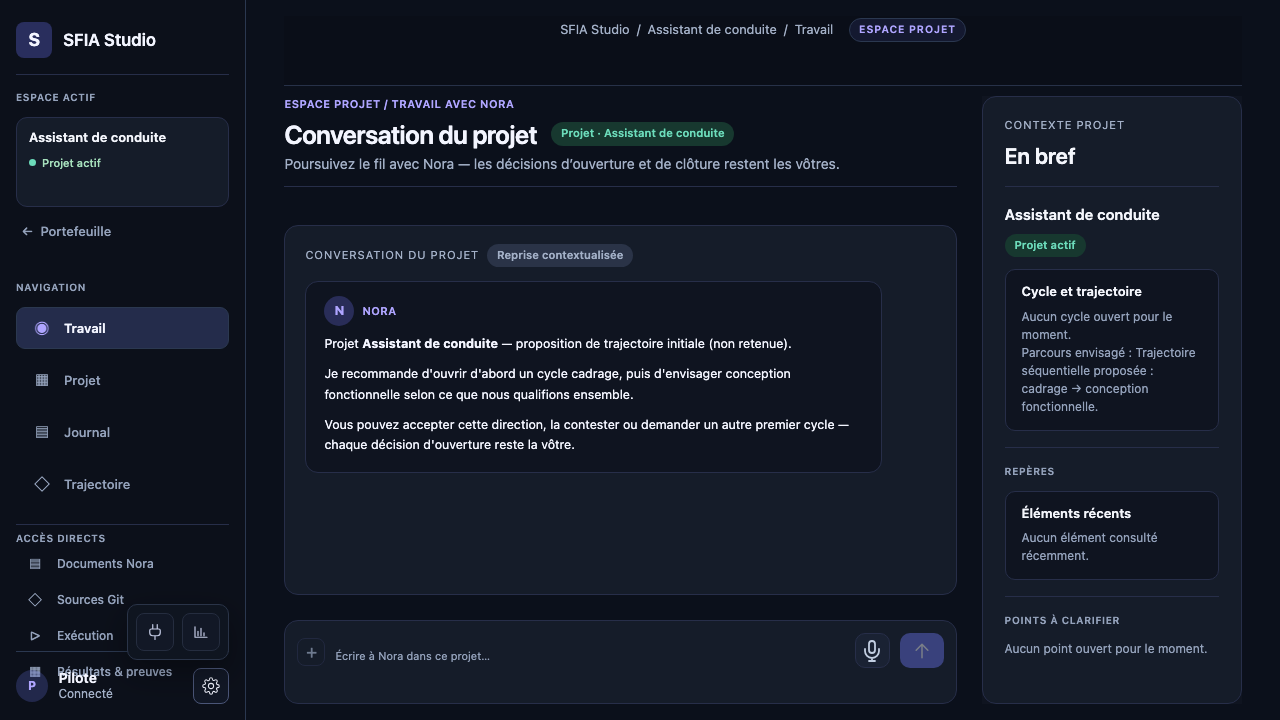 S SFIA Studio
ESPACE ACTIF
Assistant de conduite
Projet actif
← Portefeuille
NAVIGATION
Travail
Projet
Journal
Trajectoire
ACCÈS DIRECTS
Documents Nora
Sources Git
Exécution
Résultats & preuves
P Pilote
Connecté
SFIA Studio / Assistant de conduite / Travail ESPACE PROJET
ESPACE PROJET / TRAVAIL AVEC NORA
Conversation du projet Projet · Assistant de conduite
Poursuivez le fil avec Nora — les décisions d’ouverture et de clôture restent les vôtres.
CONVERSATION DU PROJET Reprise contextualisée
N NORA
Projet Assistant de conduite — proposition de trajectoire initiale (non retenue).
Je recommande d'ouvrir d'abord un cycle cadrage, puis d'envisager conception
fonctionnelle selon ce que nous qualifions ensemble.
Vous pouvez accepter cette direction, la contester ou demander un autre premier cycle —
chaque décision d'ouverture reste la vôtre.
+ Écrire à Nora dans ce projet...
CONTEXTE PROJET
En bref
Assistant de conduite
Projet actif
Cycle et trajectoire
Aucun cycle ouvert pour le
moment.
Parcours envisagé : Trajectoire
séquentielle proposée :
cadrage → conception
fonctionnelle.
REPÈRES
Éléments récents
Aucun élément consulté
récemment.
POINTS À CLARIFIER
Aucun point ouvert pour le moment.